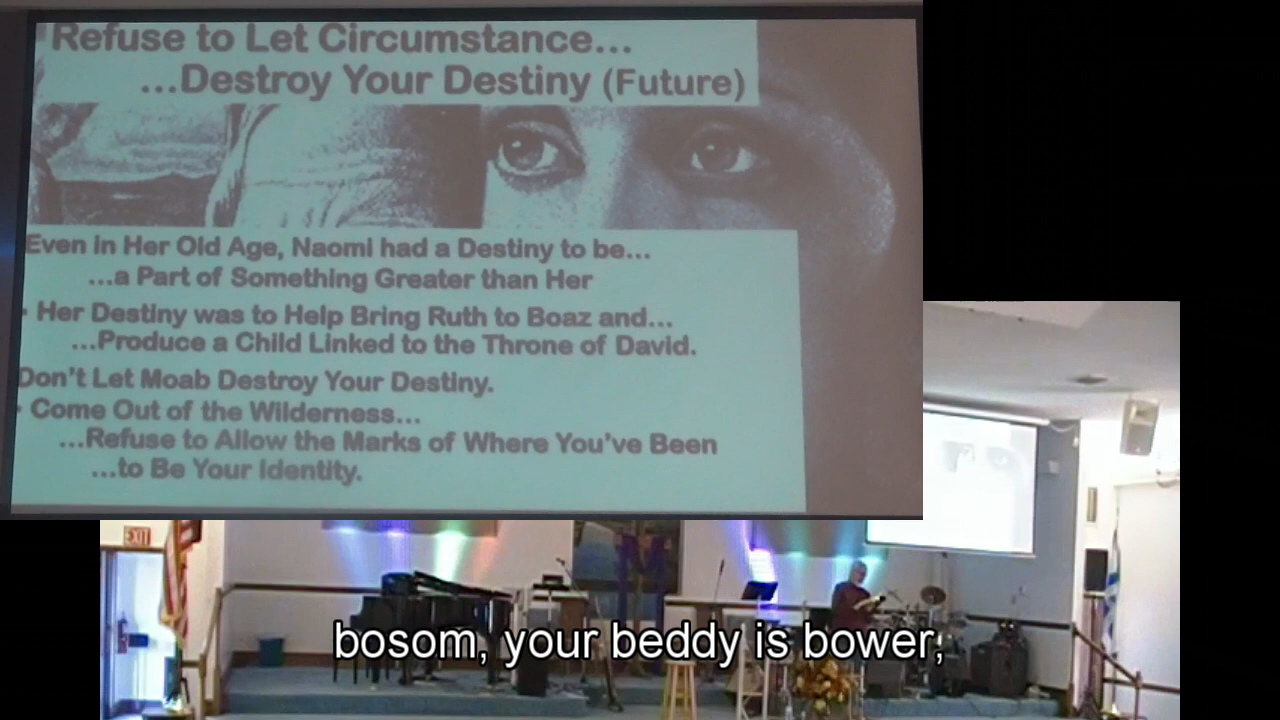 Refuse to Let Circumstance...
...Destroy Your Destiny (Future)
Even in Her Old Age, Naomi had a Destiny to be...
...a Part of Something Greater than Her
• Her Destiny was to Help Bring Ruth to Boaz and...
...Produce a Child Linked to the Throne of David.
Don't Let Moab Destroy Your Destiny.
• Come Out of the Wilderness...
...Refuse to Allow the Marks of Where You've Been
...to Be Your Identity.
EXIT
bosom, your beddy is bower;